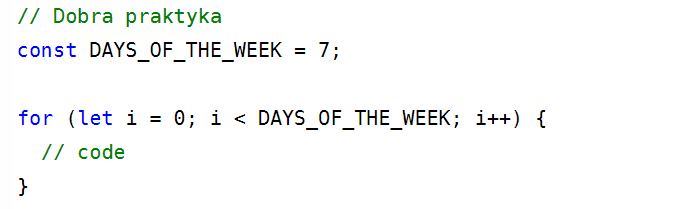 // Dobra praktyka
const DAYS_OF_THE_WEEK = 7;
for (let i = 0; i < DAYS_OF_THE_WEEK; i++) {
// code
}